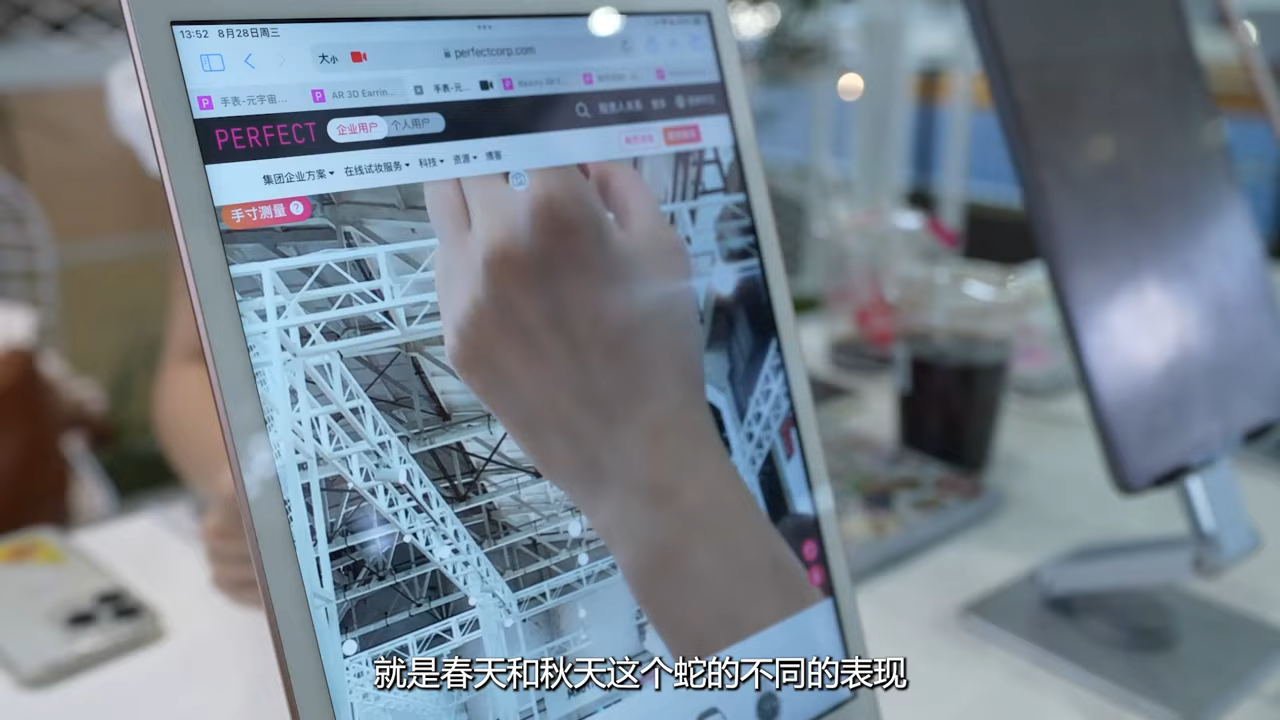 13:52 8月28日周三
大小
perfectcorp.com
手表-元宇宙...
AR 3D Earrin...
手表-元...
PERFECT
企业用户
个人用户
集团企业方案
在线试妆服务
科技
资源
博客
手寸测量 ?
就是春天和秋天这个蛇的不同的表现